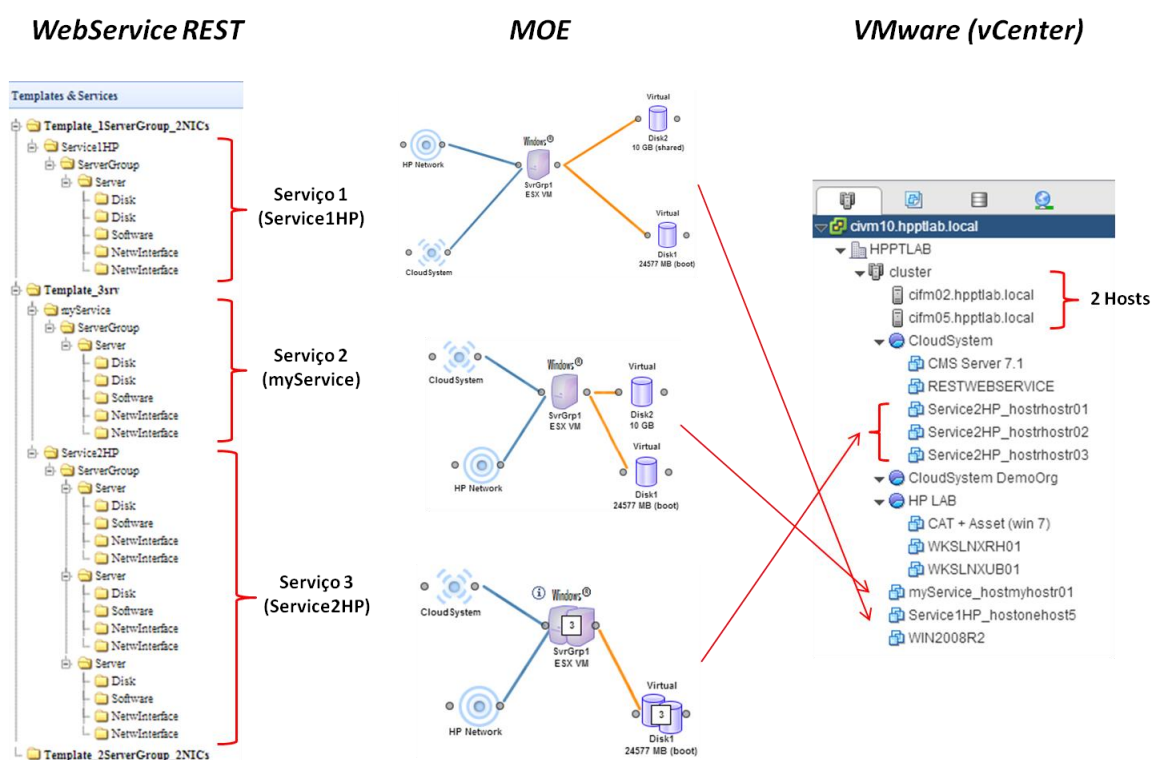 WebService REST
MOE
VMware (vCenter)
Templates & Services
Template_1ServerGroup_2NICs
Service1HP
ServerGroup
Server
Disk
Disk
Software
NetwInterface
NetwInterface
Template_3srv
myService
ServerGroup
Server
Disk
Disk
Software
NetwInterface
NetwInterface
Service2HP
ServerGroup
Server
Disk
Software
NetwInterface
NetwInterface
Server
Disk
Software
NetwInterface
NetwInterface
Server
Disk
Software
NetwInterface
NetwInterface
Template_2ServerGroup_2NICs
Serviço 1
(Service1HP)
Serviço 2
(myService)
Serviço 3
(Service2HP)
HP Network
CloudSystem
Windows®
SvrGrp1
ESX VM
Virtual
Disk2
10 GB (shared)
Virtual
Disk1
24577 MB (boot)
CloudSystem
HP Network
Windows®
SvrGrp1
ESX VM
Virtual
Disk2
10 GB
Virtual
Disk1
24577 MB (boot)
CloudSystem
HP Network
i
Windows®
3
SvrGrp1
ESX VM
Virtual
3
Disk1
24577 MB (boot)
civm10.hpptlab.local
HPPTLAB
cluster
cifm02.hpptlab.local
cifm05.hpptlab.local
2 Hosts
CloudSystem
CMS Server 7.1
RESTWEBSERVICE
Service2HP_hostrhostr01
Service2HP_hostrhostr02
Service2HP_hostrhostr03
CloudSystem DemoOrg
HP LAB
CAT + Asset (win 7)
WKSLNXRH01
WKSLNXUB01
myService_hostmyhostr01
Service1HP_hostonehost5
WIN2008R2